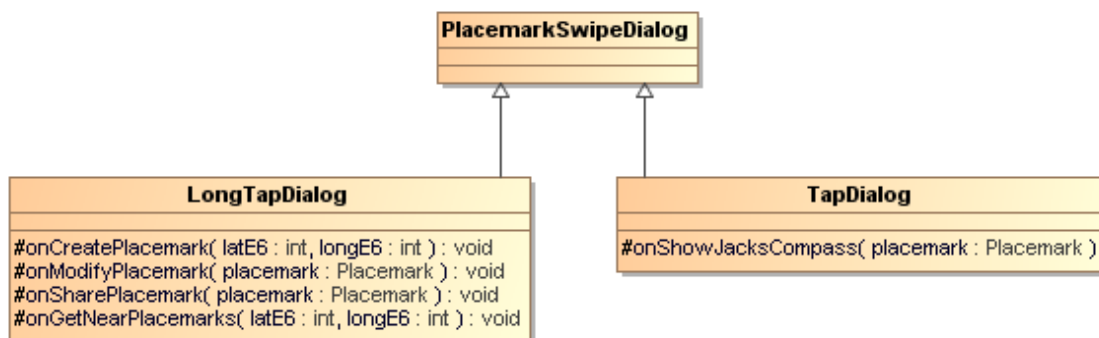 PlacemarkSwipeDialog
LongTapDialog
#onCreatePlacemark( latE6 : int, longE6 : int ) : void
#onModifyPlacemark( placemark : Placemark ) : void
#onSharePlacemark( placemark : Placemark ) : void
#onGetNearPlacemarks( latE6 : int, longE6 : int ) : void
TapDialog
#onShowJacksCompass( placemark : Placemark )